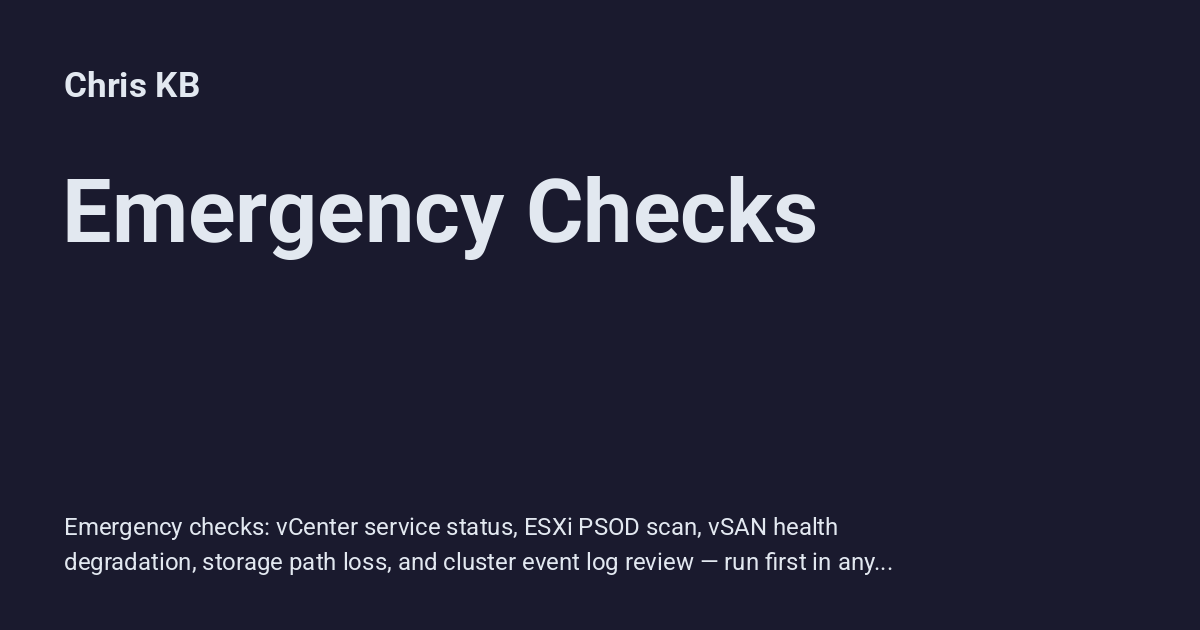 Chris KB
Emergency Checks
Emergency checks: vCenter service status, ESXi PSOD scan, vSAN health
degradation, storage path loss, and cluster event log review — run first in any...